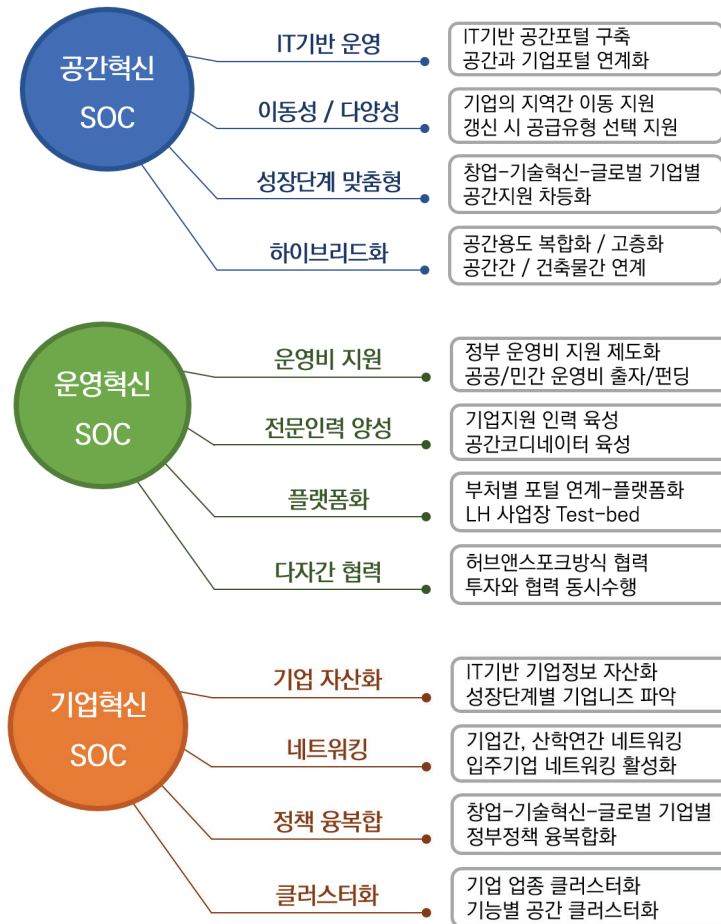 공간혁신
SOC
IT기반 운영
IT기반 공간포털 구축
공간과 기업포털 연계화
이동성 / 다양성
기업의 지역간 이동 지원
갱신 시 공급유형 선택 지원
성장단계 맞춤형
창업-기술혁신-글로벌 기업별
공간지원 차등화
하이브리드화
공간용도 복합화 / 고층화
공간간 / 건축물간 연계
운영혁신
SOC
운영비 지원
정부 운영비 지원 제도화
공공/민간 운영비 출자/펀딩
전문인력 양성
기업지원 인력 육성
공간코디네이터 육성
플랫폼화
부처별 포털 연계-플랫폼화
LH 사업장 Test-bed
다자간 협력
허브앤스포크방식 협력
투자와 협력 동시수행
기업혁신
SOC
기업 자산화
IT기반 기업정보 자산화
성장단계별 기업니즈 파악
네트워킹
기업간, 산학연간 네트워킹
입주기업 네트워킹 활성화
정책 융복합
창업-기술혁신-글로벌 기업별
정부정책 융복합화
클러스터화
기업 업종 클러스터화
기능별 공간 클러스터화